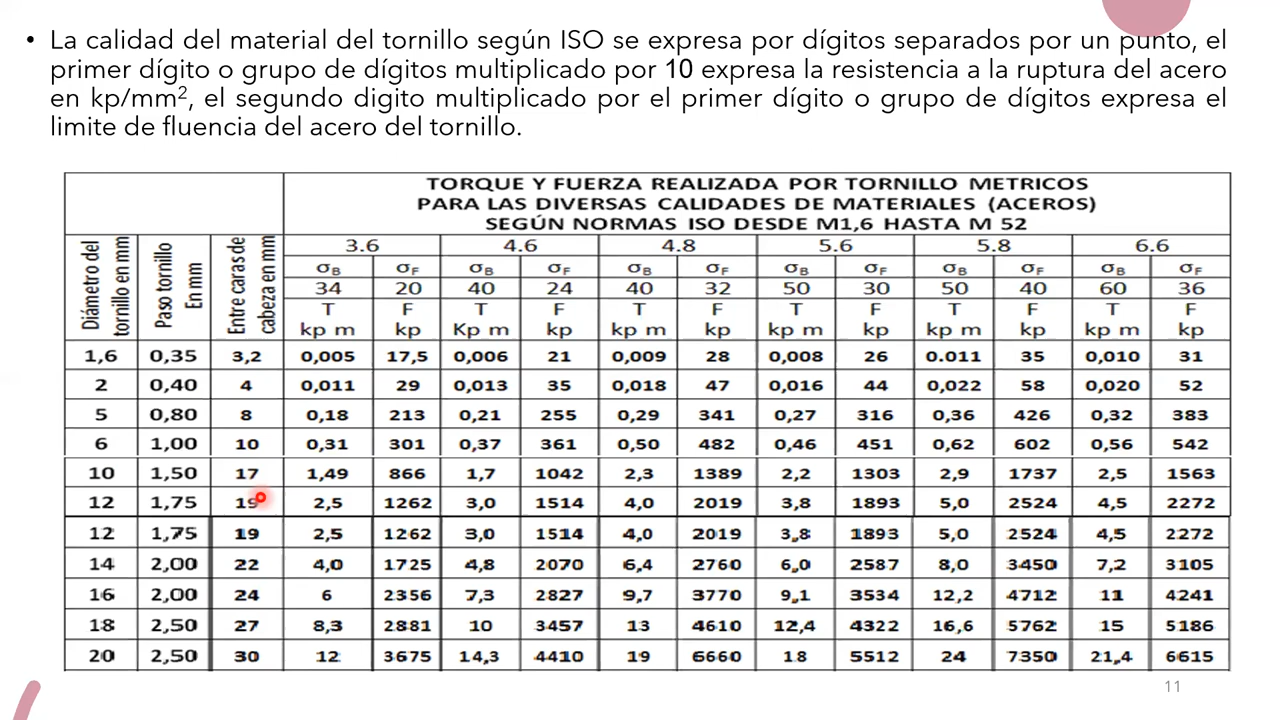 • La calidad del material del tornillo según ISO se expresa por dígitos separados por un punto, el
primer dígito o grupo de dígitos multiplicado por 10 expresa la resistencia a la ruptura del acero
en kp/mm², el segundo digito multiplicado por el primer dígito o grupo de dígitos expresa el
limite de fluencia del acero del tornillo.
TORQUE Y FUERZA REALIZADA POR TORNILLO METRICOS
PARA LAS DIVERSAS CALIDADES DE MATERIALES (ACEROS)
SEGÚN NORMAS ISO DESDE M1,6 HASTA M 52
Diámetro del
tornillo en mm
Paso tornillo
En mm
Entre caras de
cabeza en mm
3.6 4.6 4.8 5.6 5.8 6.6
σB σF σB σF σB σF σB σF σB σF σB σF
34 20 40 24 40 32 50 30 50 40 60 36
T F T F T F T F T F T F
kp m kp Kp m kp kp m kp kp m kp kp m kp kp m kp
1,6 0,35 3,2 0,005 17,5 0,006 21 0,009 28 0,008 26 0.011 35 0,010 31
2 0,40 4 0,011 29 0,013 35 0,018 47 0,016 44 0,022 58 0,020 52
5 0,80 8 0,18 213 0,21 255 0,29 341 0,27 316 0,36 426 0,32 383
6 1,00 10 0,31 301 0,37 361 0,50 482 0,46 451 0,62 602 0,56 542
10 1,50 17 1,49 866 1,7 1042 2,3 1389 2,2 1303 2,9 1737 2,5 1563
12 1,75 19 2,5 1262 3,0 1514 4,0 2019 3,8 1893 5,0 2524 4,5 2272
12 1,75 19 2,5 1262 3,0 1514 4,0 2019 3,8 1893 5,0 2524 4,5 2272
14 2,00 22 4,0 1725 4,8 2070 6,4 2760 6,0 2587 8,0 3450 7,2 3105
16 2,00 24 6 2356 7,3 2827 9,7 3770 9,1 3534 12,2 4712 11 4241
18 2,50 27 8,3 2881 10 3457 13 4610 12,4 4322 16,6 5762 15 5186
20 2,50 30 12 3675 14,3 4410 19 6660 18 5512 24 7350 21,4 6615
11